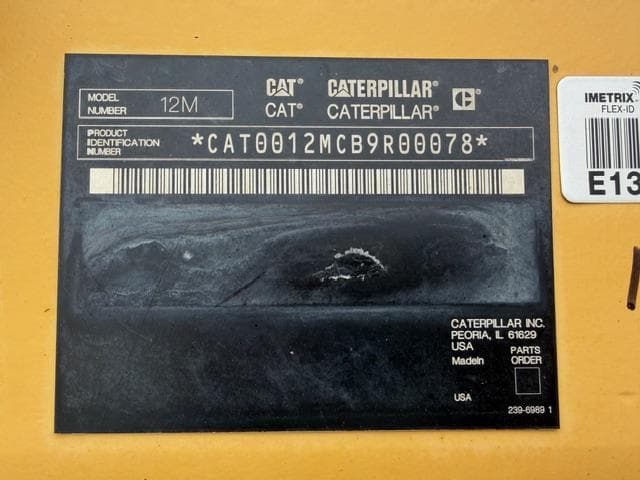 MODEL NUMBER 12M
CAT CATERPILLAR C
CAT® CATERPILLAR®
PRODUCT
IDENTIFICATION
NUMBER
*CAT0012MCB9R00078*
CATERPILLAR INC.
PEORIA, IL 61629
USA
MadeIn
PARTS
ORDER
USA
239-6989 1
IMETRIX
FLEX-ID
E13